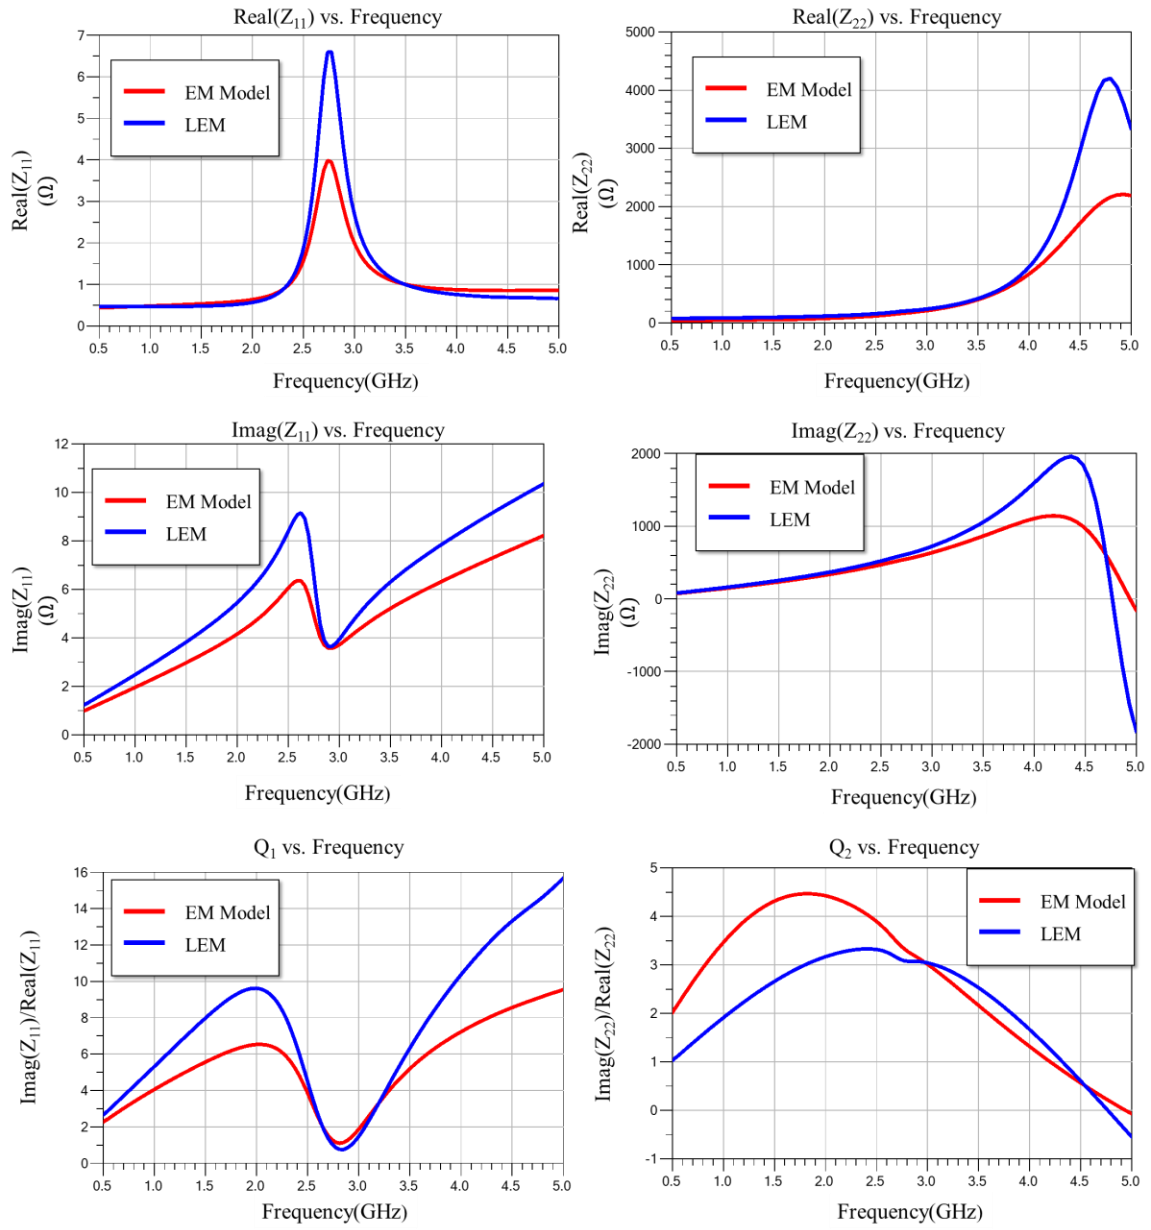 Real(Z₁₁) vs. Frequency
7
6
5
4
3
2
1
0
Real(Z₁₁)
(Ω)
EM Model
LEM
0.5 1.0 1.5 2.0 2.5 3.0 3.5 4.0 4.5 5.0
Frequency(GHz)
Real(Z₂₂) vs. Frequency
5000
4000
3000
2000
1000
0
Real(Z₂₂)
(Ω)
EM Model
LEM
0.5 1.0 1.5 2.0 2.5 3.0 3.5 4.0 4.5 5.0
Frequency(GHz)
Imag(Z₁₁) vs. Frequency
12
10
8
6
4
2
0
Imag(Z₁₁)
(Ω)
EM Model
LEM
0.5 1.0 1.5 2.0 2.5 3.0 3.5 4.0 4.5 5.0
Frequency(GHz)
Imag(Z₂₂) vs. Frequency
2000
1000
0
-1000
-2000
Imag(Z₂₂)
(Ω)
EM Model
LEM
0.5 1.0 1.5 2.0 2.5 3.0 3.5 4.0 4.5 5.0
Frequency(GHz)
Q₁ vs. Frequency
16
14
12
10
8
6
4
2
0
Imag(Z₁₁)/Real(Z₁₁)
EM Model
LEM
0.5 1.0 1.5 2.0 2.5 3.0 3.5 4.0 4.5 5.0
Frequency(GHz)
Q₂ vs. Frequency
5
4
3
2
1
0
-1
Imag(Z₂₂)/Real(Z₂₂)
EM Model
LEM
0.5 1.0 1.5 2.0 2.5 3.0 3.5 4.0 4.5 5.0
Frequency(GHz)